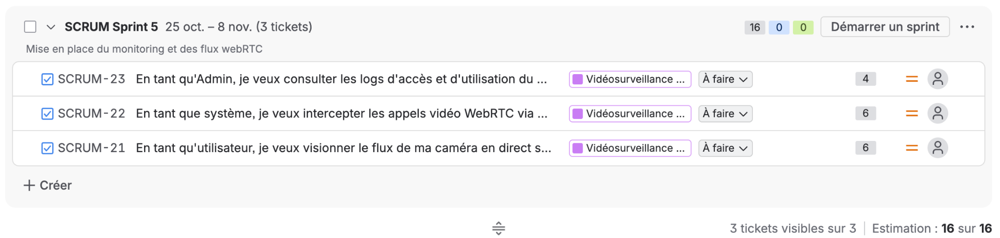 SCRUM Sprint 5 25 oct. – 8 nov. (3 tickets) 16 0 0 Démarrer un sprint ···
Mise en place du monitoring et des flux webRTC
SCRUM-23 En tant qu'Admin, je veux consulter les logs d'accès et d'utilisation du ... Vidéosurveillance ... À faire 4
SCRUM-22 En tant que système, je veux intercepter les appels vidéo WebRTC via ... Vidéosurveillance ... À faire 6
SCRUM-21 En tant qu'utilisateur, je veux visionner le flux de ma caméra en direct s... Vidéosurveillance ... À faire 6
+ Créer
3 tickets visibles sur 3 | Estimation : 16 sur 16